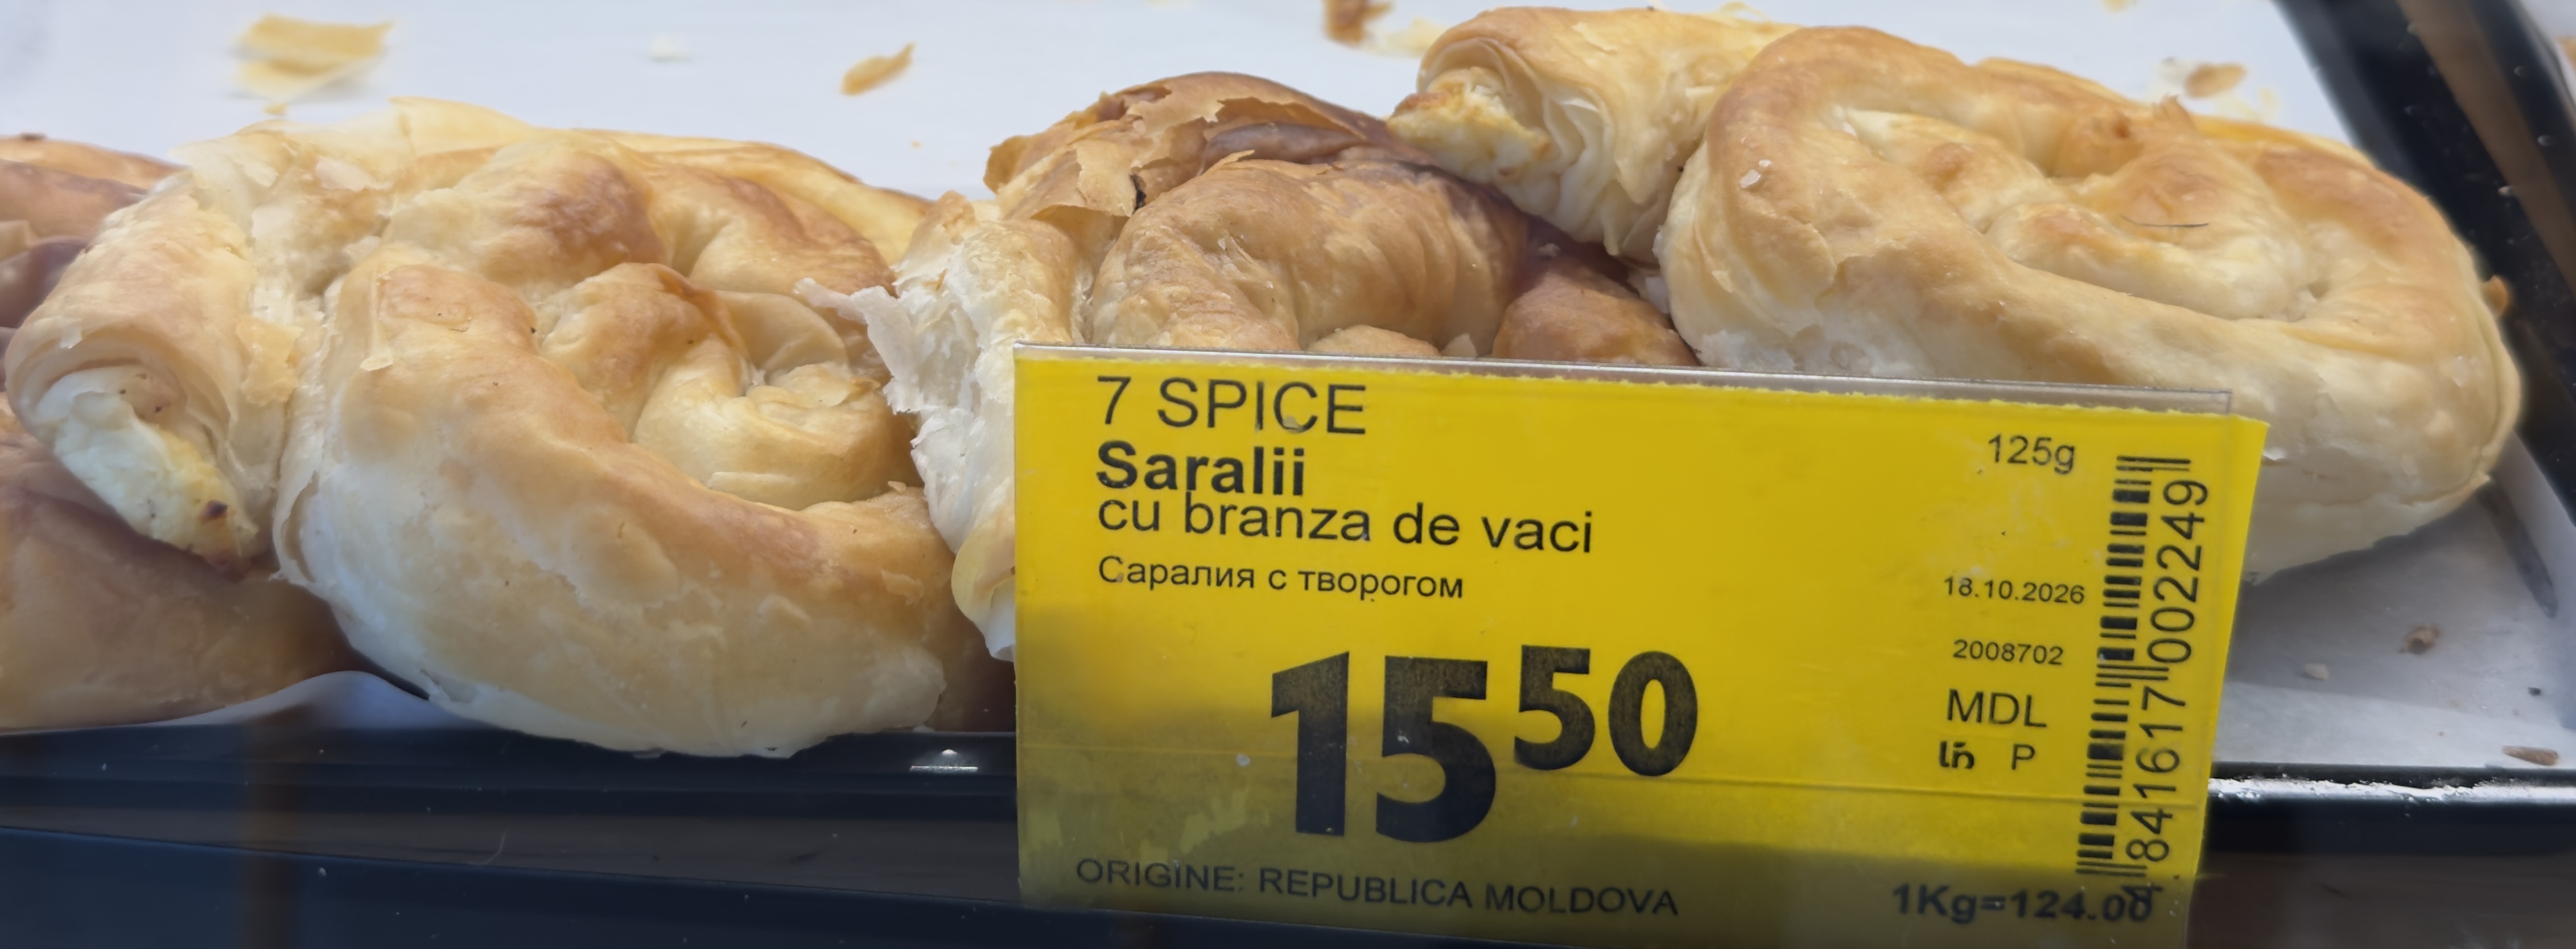 7 SPICE
Saralii
cu branza de vaci
Саралия с творогом
125g
18.10.2026
2008702
MDL
15 50
P
ORIGINE: REPUBLICA MOLDOVA
1Kg=124.00
4841617002249